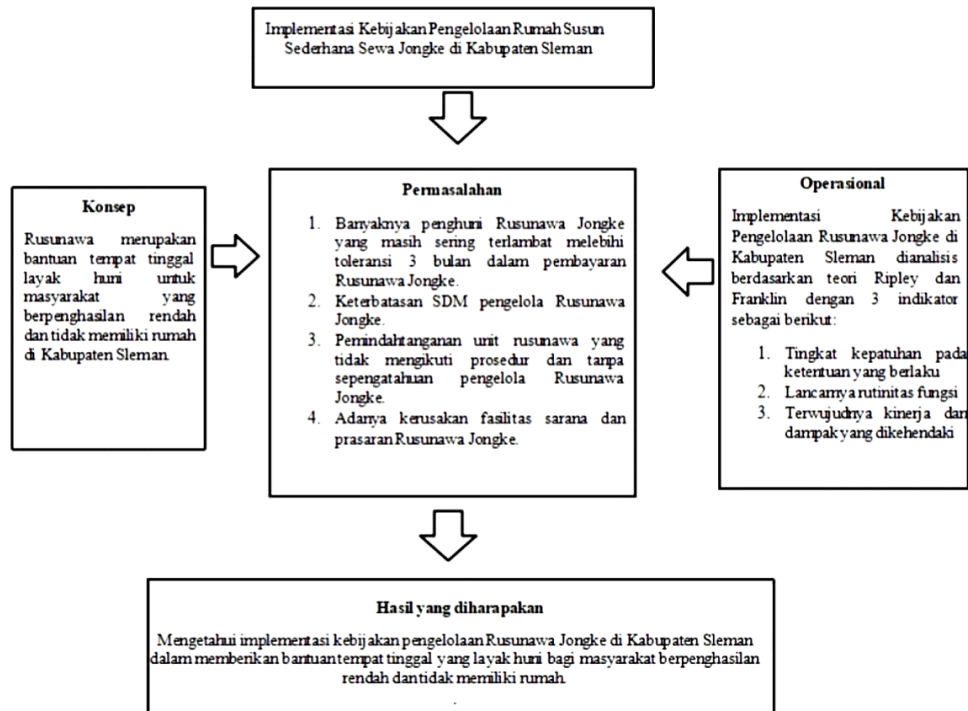 Implementasi Kebijakan Pengelolaan Rumah Susun
Sederhana Sewa Jongke di Kabupaten Sleman
Konsep
Rusunawa merupakan
bantuan tempat tinggal
layak huni untuk
masyarakat yang
berpenghasilan rendah
dan tidak memiliki rumah
di Kabupaten Sleman.
Permasalahan
1. Banyaknya penghuni Rusunawa Jongke
yang masih sering terlambat melebihi
toleransi 3 bulan dalam pembayaran
Rusunawa Jongke.
2. Keterbatasan SDM pengelola Rusunawa
Jongke.
3. Pemindahtanganan unit rusunawa yang
tidak mengikuti prosedur dan tanpa
sepengatahuan pengelola Rusunawa
Jongke.
4. Adanya kerusakan fasilitas sarana dan
prasaran Rusunawa Jongke.
Operasional
Implementasi Kebijakan
Pengelolaan Rusunawa Jongke di
Kabupaten Sleman dianalisis
berdasarkan teori Ripley dan
Franklin dengan 3 indikator
sebagai berikut:
1. Tingkat kepatuhan pada
ketentuan yang berlaku
2. Lancarnya rutinitas fungsi
3. Terwujudnya kinerja dan
dampak yang dikehendaki
Hasil yang diharapakan
Mengetahui implementasi kebijakan pengelolaan Rusunawa Jongke di Kabupaten Sleman
dalam memberikan bantuan tempat tinggal yang layak huni bagi masyarakat berpenghasilan
rendah dan tidak memiliki rumah.
.